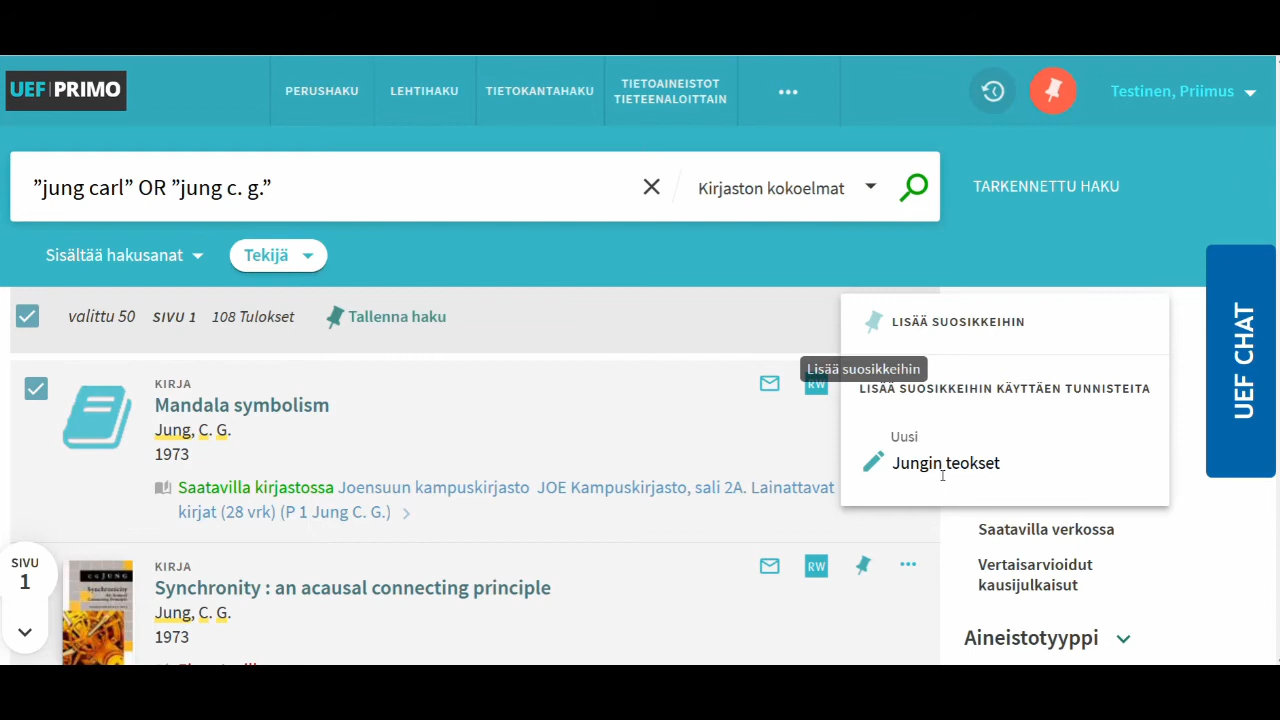 UEF PRIMO
PERUSHAKU
LEHTIHAKU
TIETOKANTAHAKU
TIETOAINEISTOT
TIETEENALOITTAIN
Testinen, Priimus
”jung carl” OR ”jung c. g.”
Kirjaston kokoelmat
TARKENNETTU HAKU
Sisältää hakusanat
Tekijä
valittu 50 SIVU 1 108 Tulokset Tallenna haku
LISÄÄ SUOSIKKEIHIN
Lisää suosikkeihin
LISÄÄ SUOSIKKEIHIN KÄYTTÄEN TUNNISTEITA
Uusi
Jungin teokset
UEF CHAT
KIRJA
RW
Mandala symbolism
Jung, C. G.
1973
Saatavilla kirjastossa Joensuun kampuskirjasto JOE Kampuskirjasto, sali 2A. Lainattavat
kirjat (28 vrk) (P 1 Jung C. G.)
Saatavilla verkossa
Vertaisarvioidut
kausijulkaisut
Aineistotyyppi
SIVU
1
KIRJA
RW
Synchronity : an acausal connecting principle
Jung, C. G.
1973